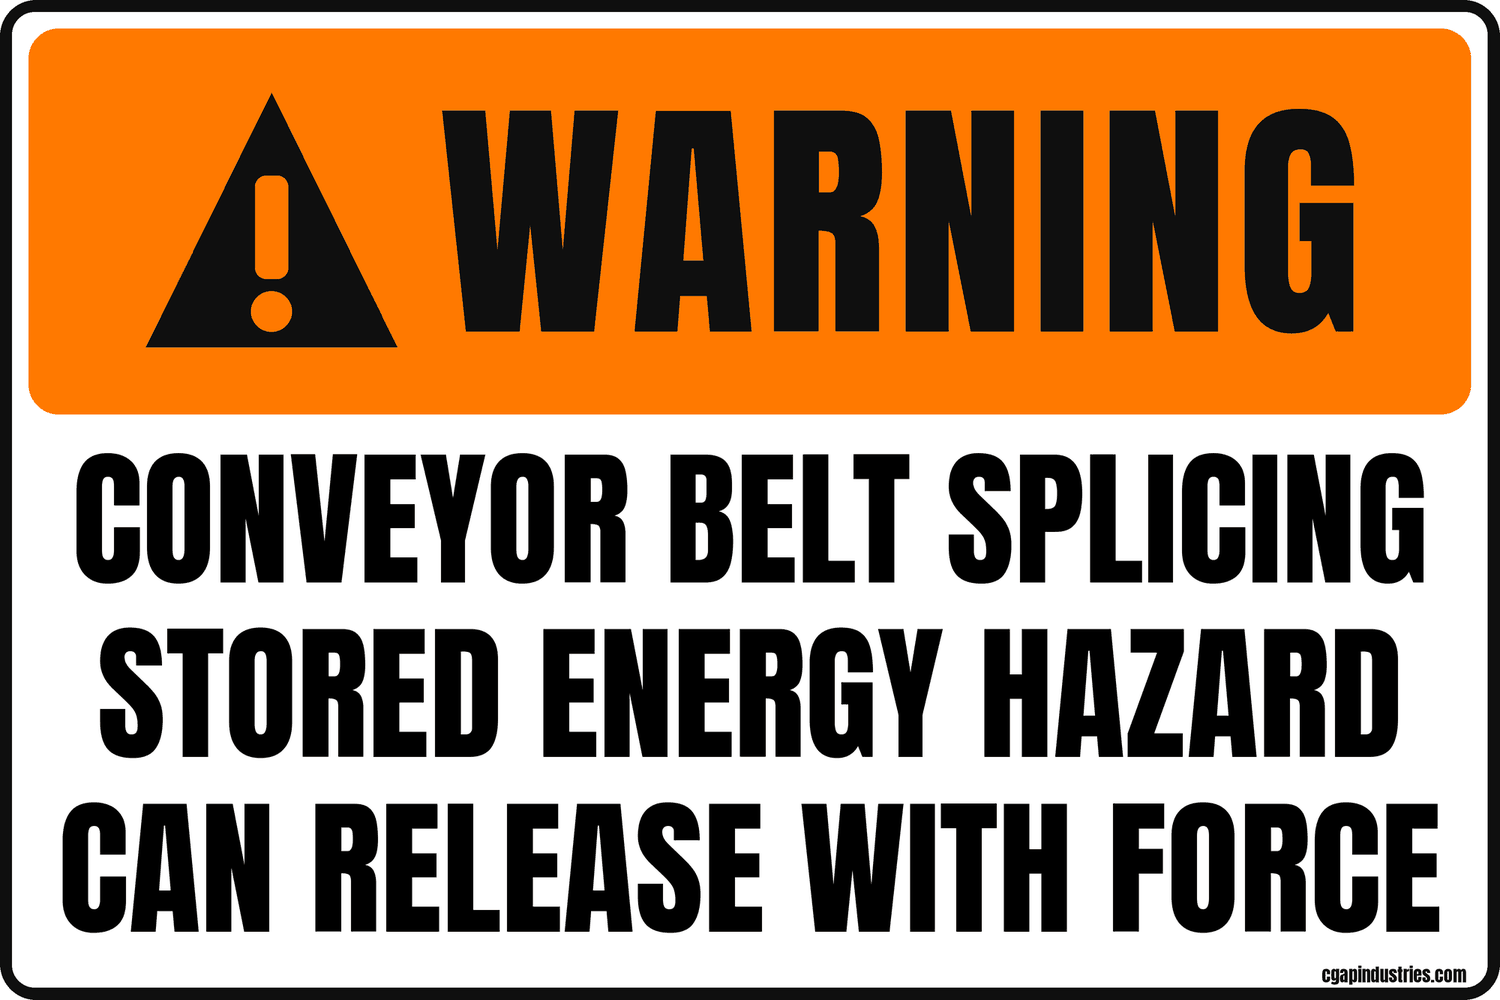 WARNING
CONVEYOR BELT SPLICING
STORED ENERGY HAZARD
CAN RELEASE WITH FORCE
cgapindustries.com